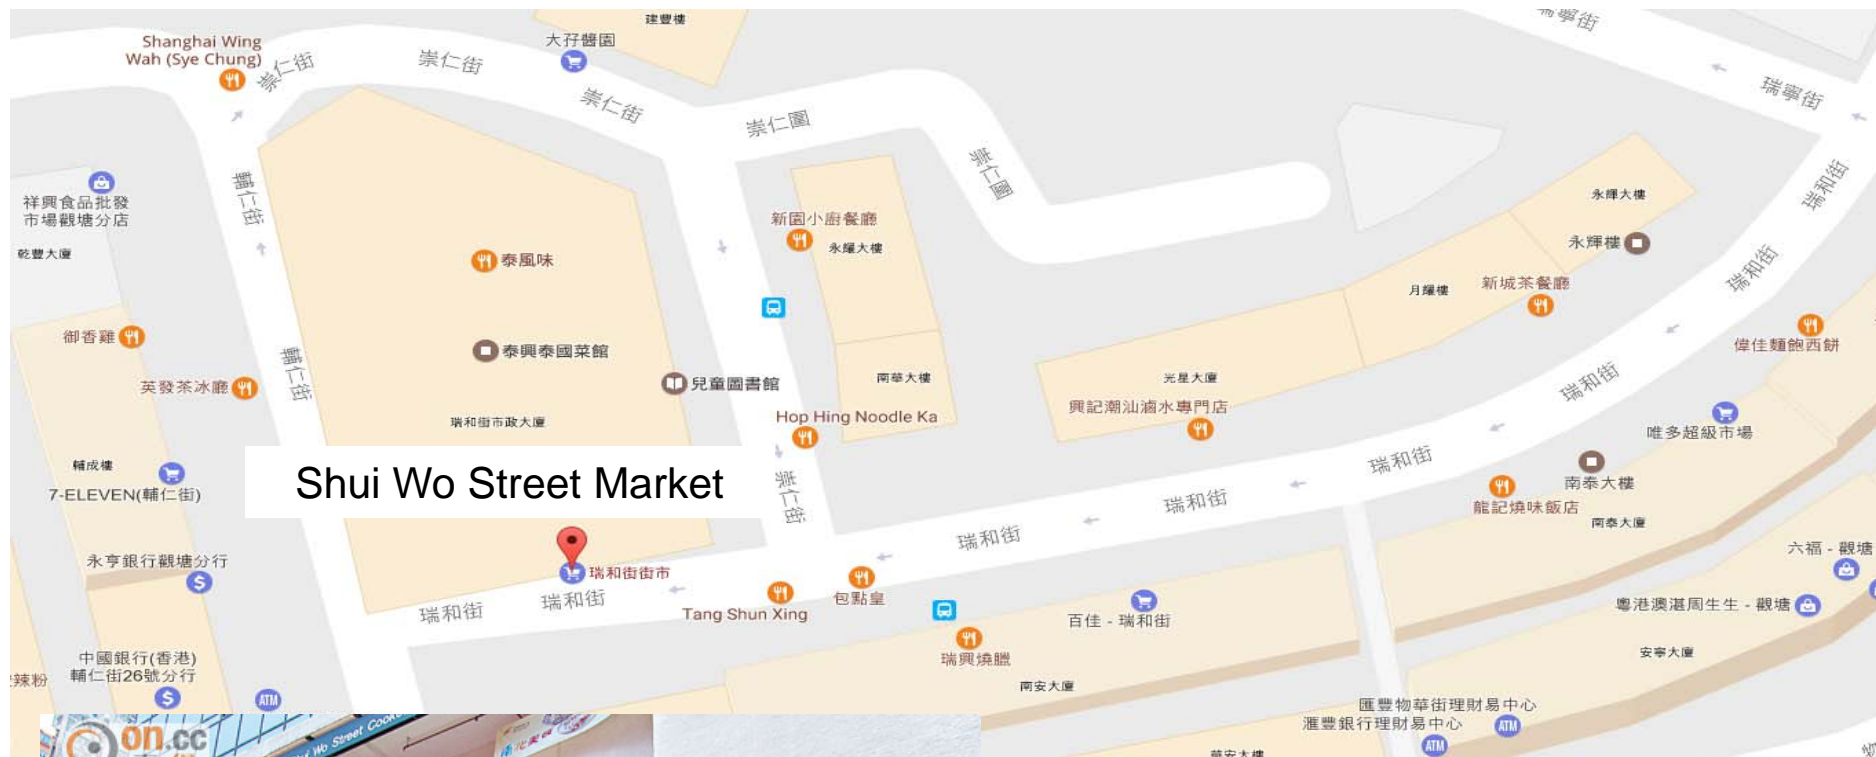 建豐樓
Shanghai Wing
Wah (Sye Chung)
崇仁街
崇仁街
崇仁街
大孖醬園
崇仁圍
崇仁圍
瑞寧街
瑞寧街
祥興食品批發
市場觀塘分店
乾豐大廈
輔仁街
泰風味
新園小廚餐廳
永耀大樓
永輝大樓
永輝樓
瑞和街
瑞和街
月耀樓
新城茶餐廳
御香雞
英發茶冰廳
輔仁街
泰興泰國菜館
兒童圖書館
南華大樓
光星大廈
興記潮汕滷水專門店
瑞和街
偉佳麵飽西餅
瑞和街市政大廈
Hop Hing Noodle Ka
唯多超級市場
輔成樓
7-ELEVEN(輔仁街)
Shui Wo Street Market
崇仁街
瑞和街
瑞和街
瑞和街
南泰大樓
龍記燒味飯店
南泰大廈
永亨銀行觀塘分行
瑞和街街市
瑞和街
瑞和街
Tang Shun Xing
包點皇
百佳 - 瑞和街
六福 - 觀塘
粵港澳湛周生生 - 觀塘
瑞興燒臘
安寧大廈
辣粉
中國銀行(香港)
輔仁街26號分行
ATM
南安大廈
匯豐物華街理財易中心
滙豐銀行理財易中心
ATM
ATM
華安大樓
on.cc
Wo Street Cooke